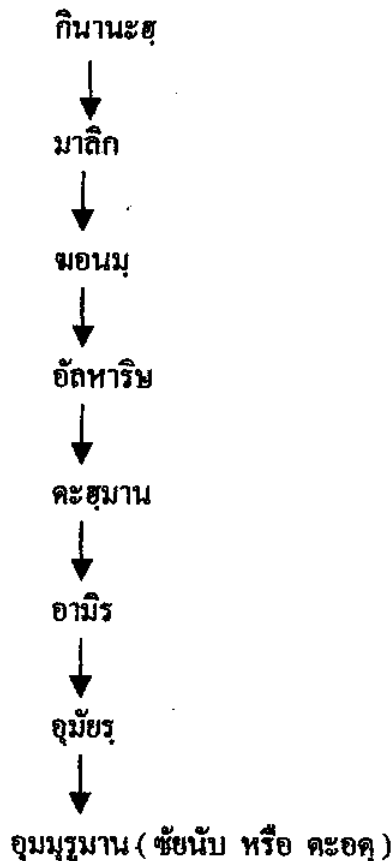 กินานะฮฺ
มาลิก
ฆอนมฺ
อัลหาริษ
ดะฮฺมาน
อามิร
อุมัยรฺ
อุมมุรูมาน ( ซัยนับ หรือ ดะอดฺ )